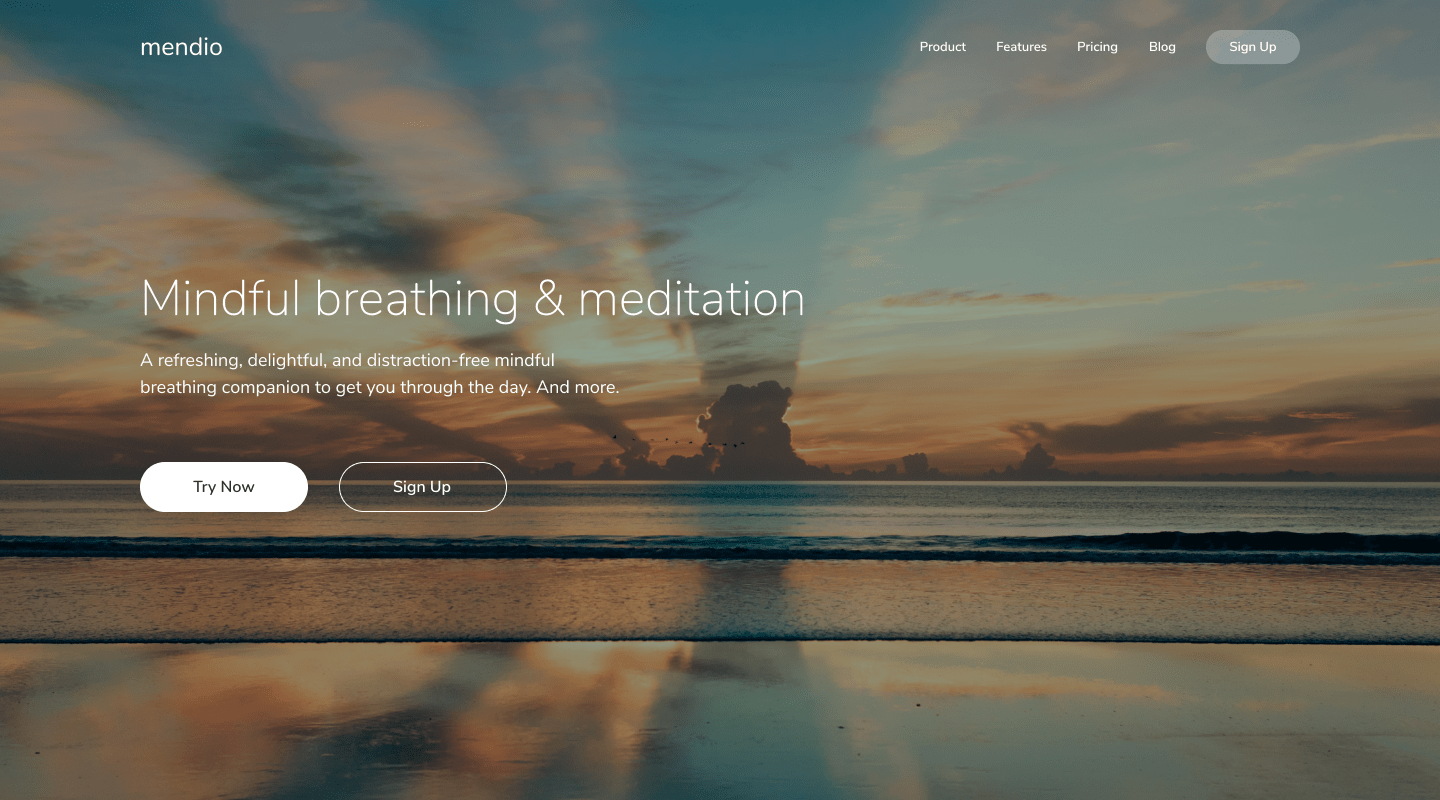 mendio
Product
Features
Pricing
Blog
Sign Up
Mindful breathing & meditation
A refreshing, delightful, and distraction-free mindful
breathing companion to get you through the day. And more.
Try Now
Sign Up